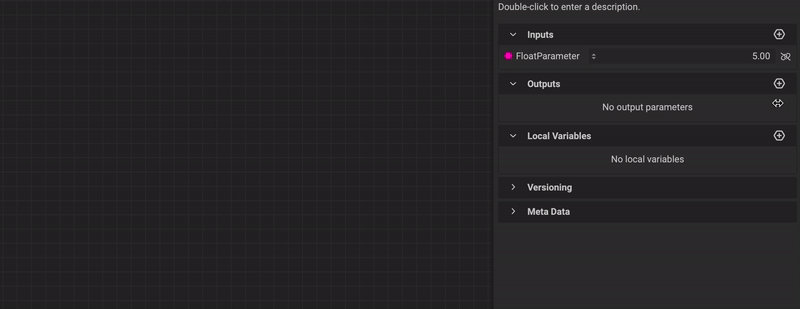 Double-click to enter a description.
Inputs
FloatParameter 5.00
Outputs
No output parameters
Local Variables
No local variables
Versioning
Meta Data